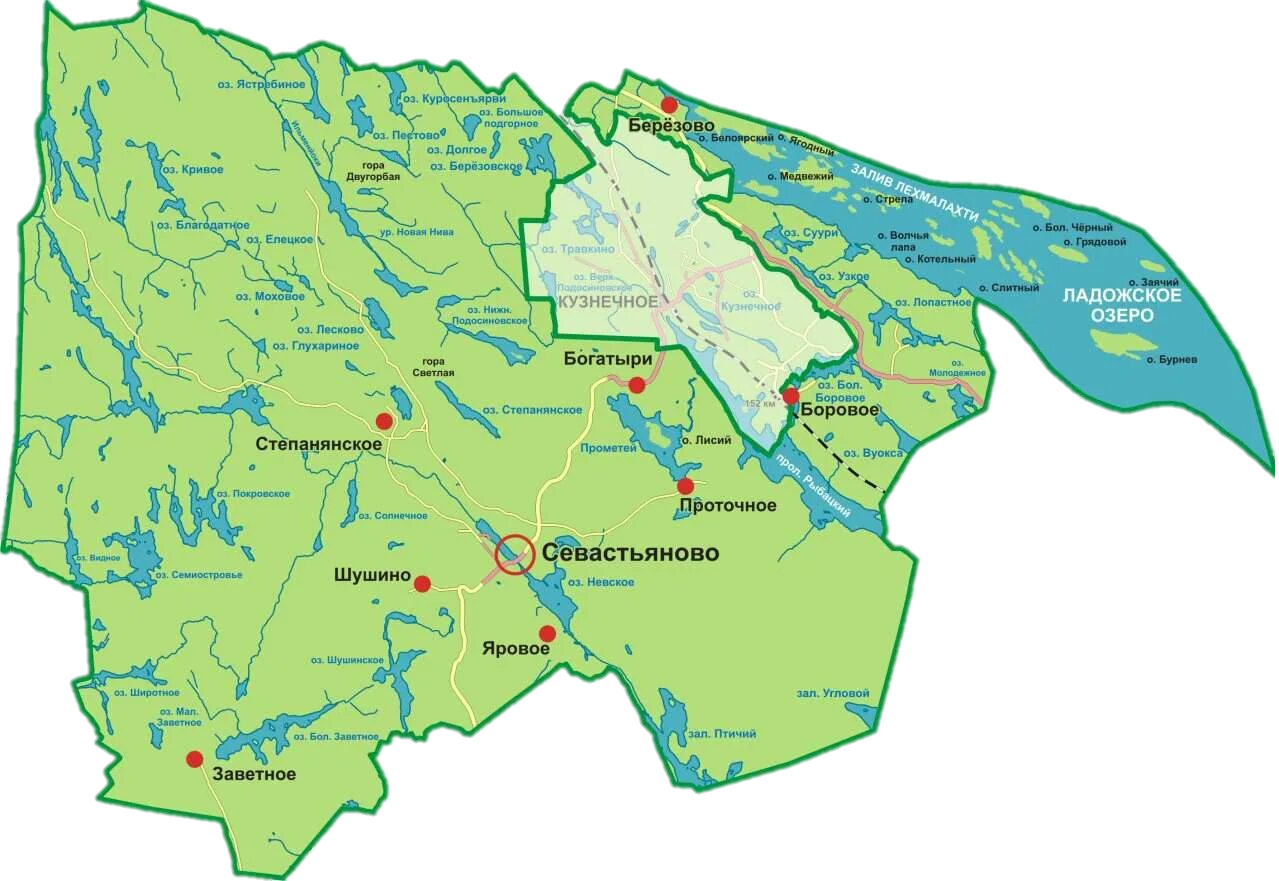 оз. Ястребиное
оз. Куросенъярви
оз. Большое
подгорное
оз. Пестово
оз. Долгое
оз. Берёзовское
Ильменйоки
гора
Двугорбая
оз. Кривое
оз. Благодатное
оз. Елецкое
ур. Новая Нива
оз. Моховое
оз. Лесково
оз. Глухариное
оз. Нижн.
Подосиновское
гора
Светлая
оз. Степанянское
Берёзово
о. Белоярский
о. Ягодный
о. Медвежий
ЗАЛИВ ЛЕХМАЛАХТИ
о. Стрела
оз. Суури
о. Волчья
лапа
о. Котельный
о. Бол. Чёрный
о. Грядовой
о. Заячий
о. Слитный
ЛАДОЖСКОЕ
ОЗЕРО
о. Бурнев
оз. Узкое
оз. Лопастное
оз.
Молодежное
оз. Травкино
оз. Верх.
Подосиновское
КУЗНЕЧНОЕ
оз.
Кузнечное
152 км
Богатыри
оз. Бол.
Боровое
Боровое
Степанянское
Прометей
о. Лисий
оз. Вуокса
прол. Рыбацкий
Проточное
оз. Покровское
оз. Солнечное
оз. Видное
оз. Семиостровье
Севастьяново
Шушино
оз. Невское
Яровое
оз. Шушинское
оз. Широтное
оз. Мал.
Заветное
оз. Бол. Заветное
Заветное
зал. Угловой
зал. Птичий